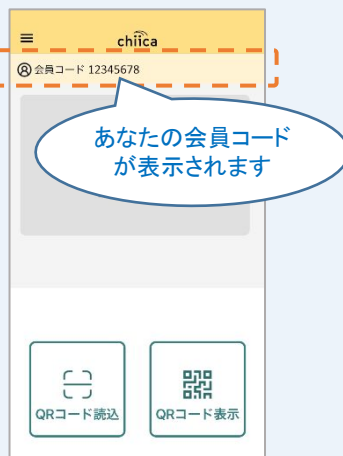 chiica
会員コード 12345678
あなたの会員コード
が表示されます
QRコード読込
QRコード表示